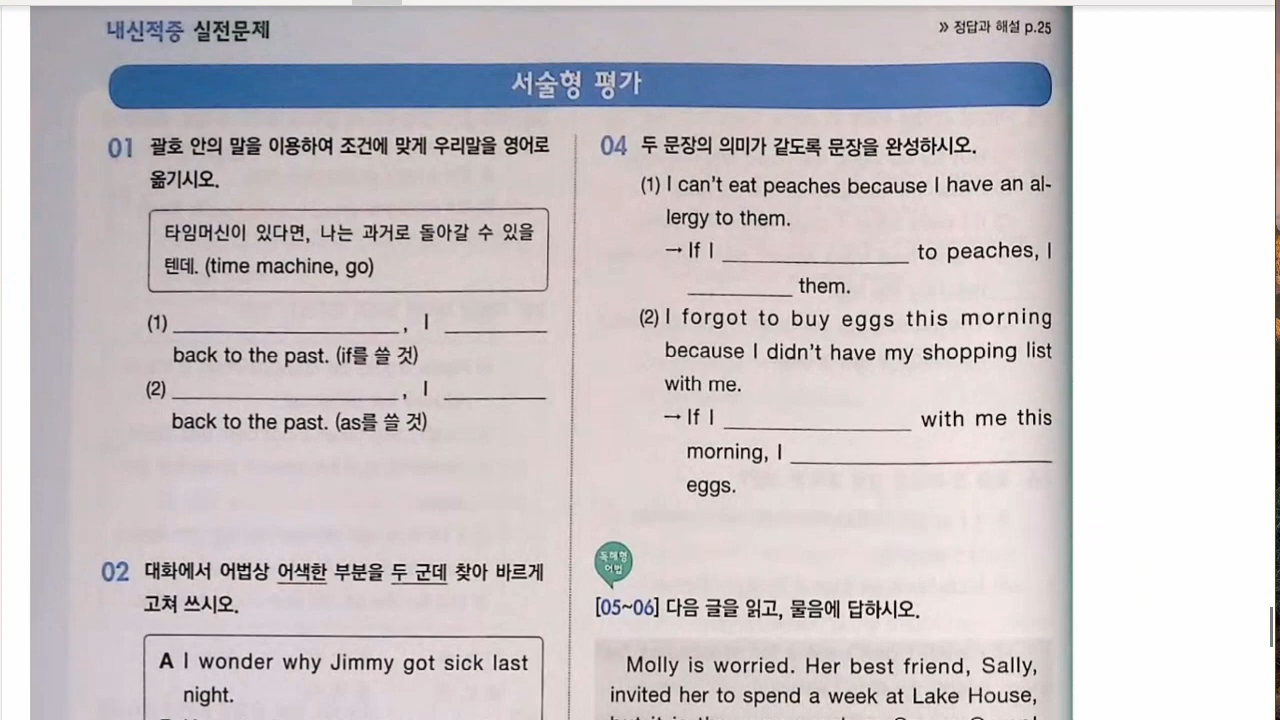 내신적중 실전문제
» 정답과 해설 p.25
서술형 평가
01 괄호 안의 말을 이용하여 조건에 맞게 우리말을 영어로
옮기시오.
타임머신이 있다면, 나는 과거로 돌아갈 수 있을
텐데. (time machine, go)
(1) ____________________, I __________
back to the past. (if를 쓸 것)
(2) ____________________, I __________
back to the past. (as를 쓸 것)
02 대화에서 어법상 어색한 부분을 두 군데 찾아 바르게
고쳐 쓰시오.
A I wonder why Jimmy got sick last
night.
04 두 문장의 의미가 같도록 문장을 완성하시오.
(1) I can't eat peaches because I have an al-
lergy to them.
→ If I _________________ to peaches, I
__________ them.
(2) I forgot to buy eggs this morning
because I didn't have my shopping list
with me.
→ If I _________________ with me this
morning, I ________________________
eggs.
독해형
어법
[05~06] 다음 글을 읽고, 물음에 답하시오.
Molly is worried. Her best friend, Sally,
invited her to spend a week at Lake House,